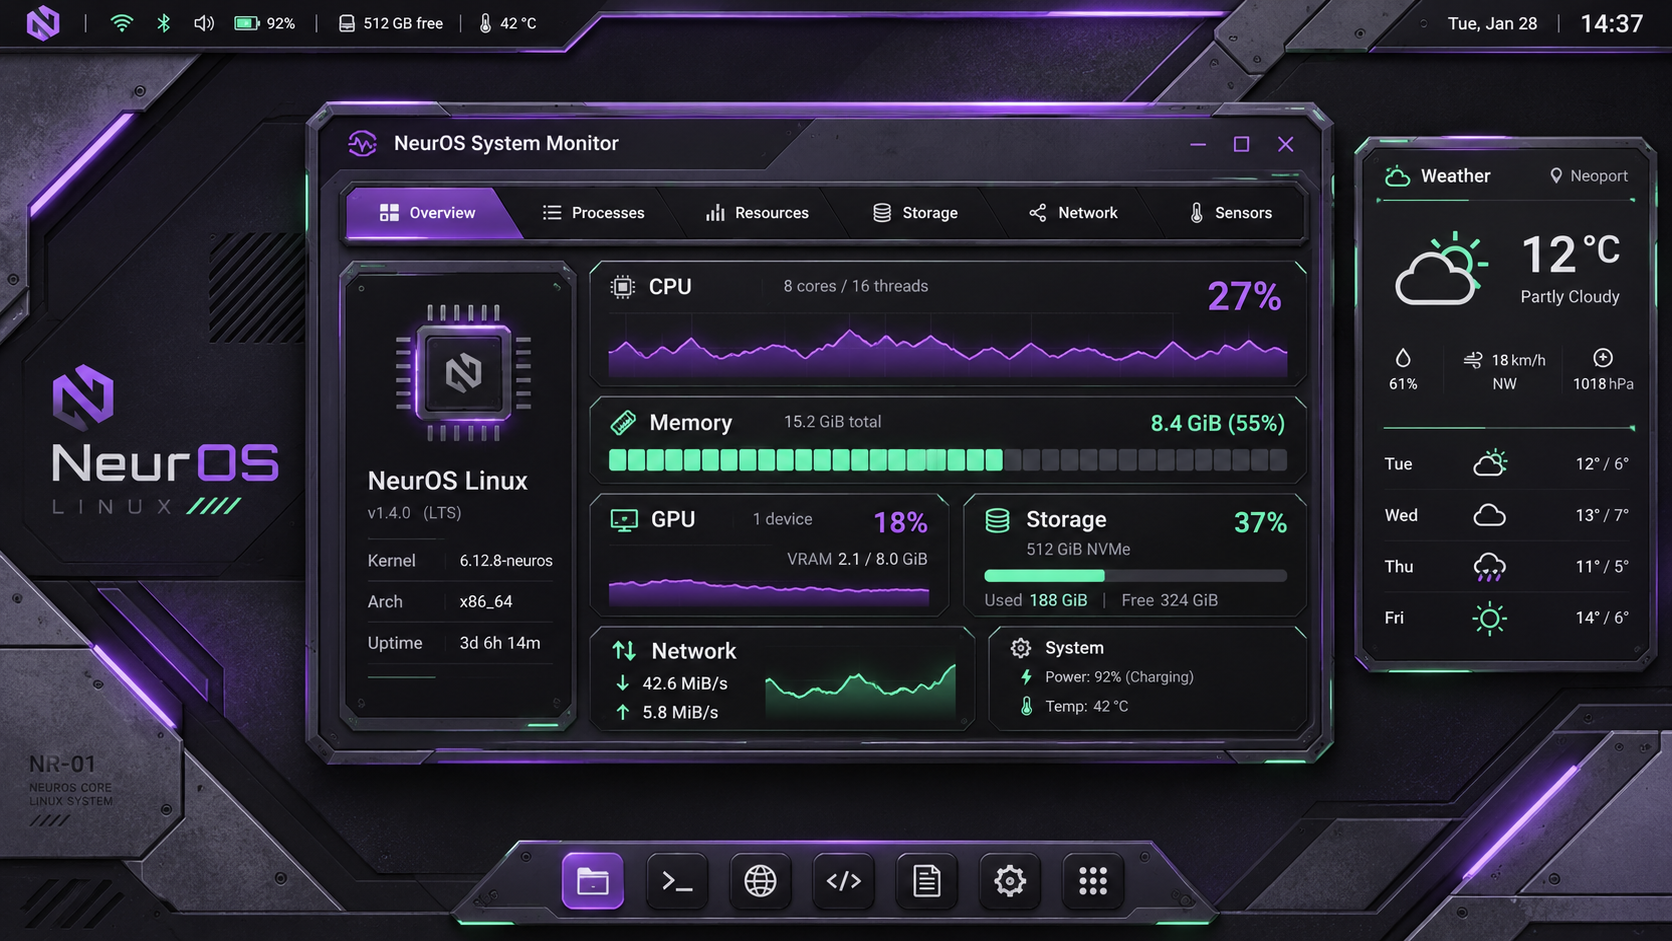 92%
512 GB free
42 °C
Tue, Jan 28
14:37
NeurOS System Monitor
Overview
Processes
Resources
Storage
Network
Sensors
NeurOS
LINUX
NR-01
NEUROS CORE
LINUX SYSTEM
NeurOS Linux
v1.4.0 (LTS)
Kernel 6.12.8-neuros
Arch x86_64
Uptime 3d 6h 14m
CPU 8 cores / 16 threads 27%
Memory 15.2 GiB total 8.4 GiB (55%)
GPU 1 device 18%
VRAM 2.1 / 8.0 GiB
Storage 37%
512 GiB NVMe
Used 188 GiB | Free 324 GiB
Network
42.6 MiB/s
5.8 MiB/s
System
Power: 92% (Charging)
Temp: 42 °C
Weather Neoport
12 °C
Partly Cloudy
61%
18 km/h
NW
1018 hPa
Tue 12° / 6°
Wed 13° / 7°
Thu 11° / 5°
Fri 14° / 6°